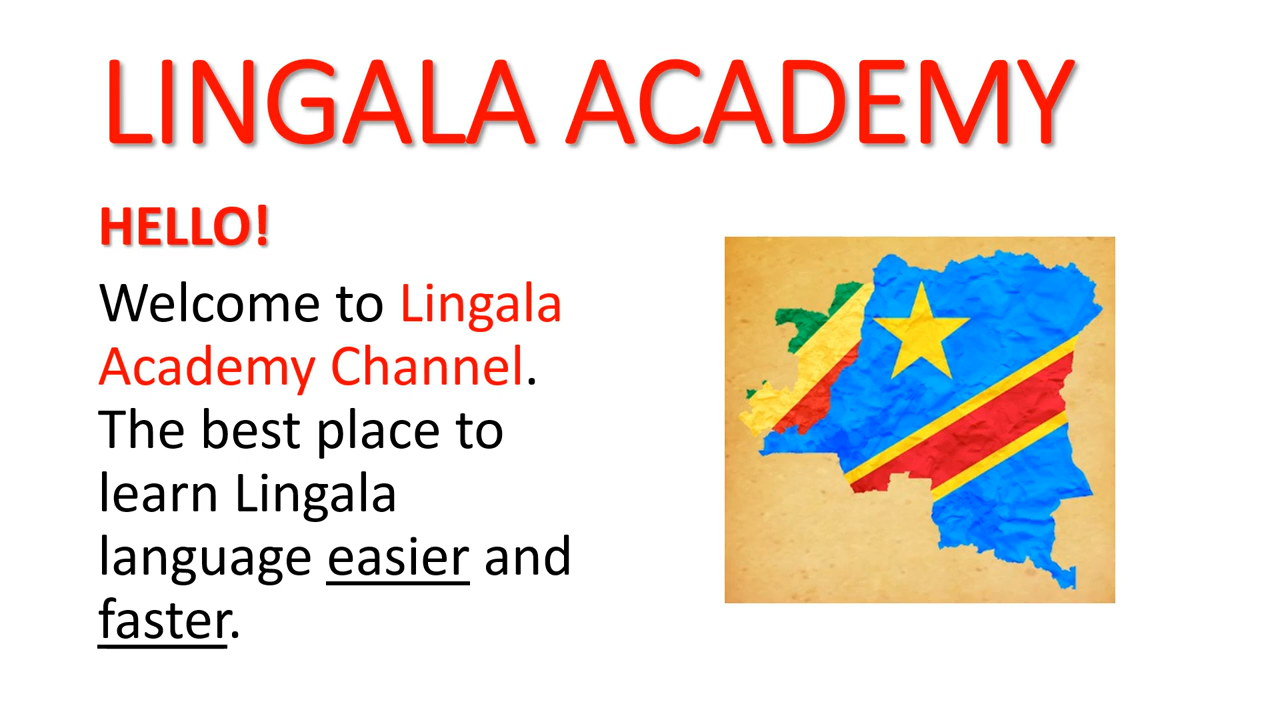 LINGALA ACADEMY
HELLO!
Welcome to Lingala
Academy Channel.
The best place to
learn Lingala
language easier and
faster.